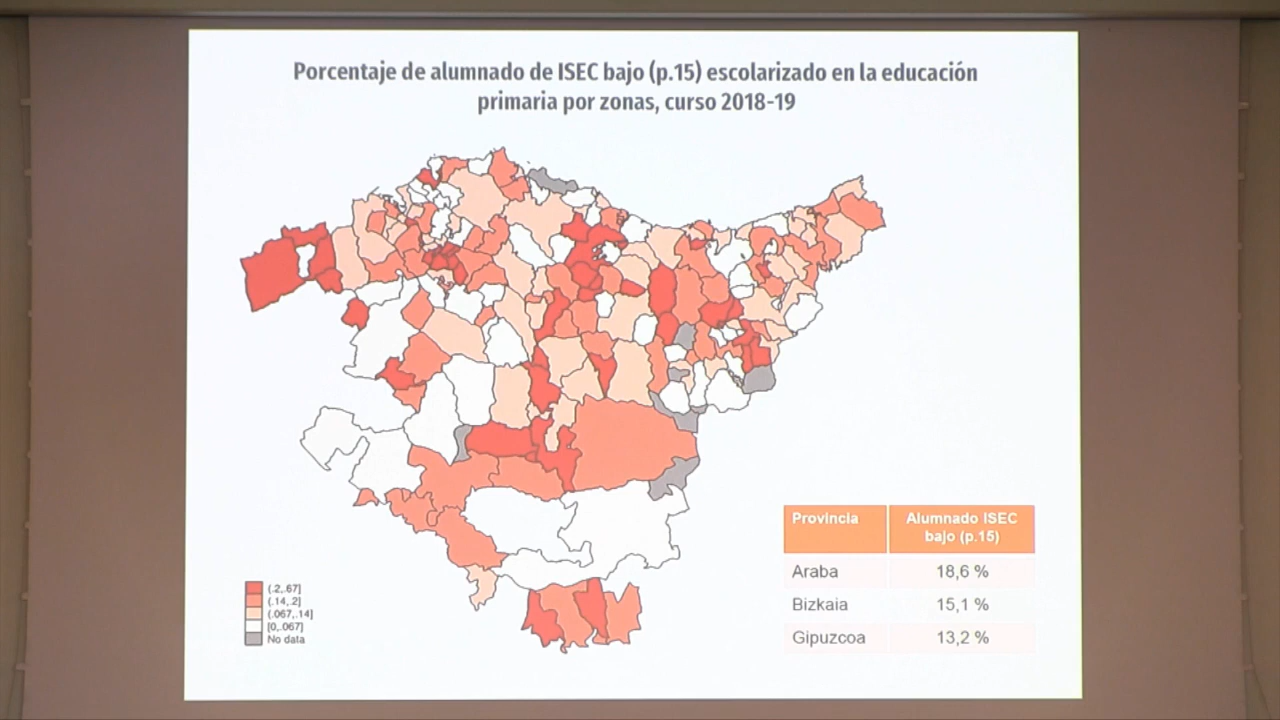 Porcentaje de alumnado de ISEC bajo (p.15) escolarizado en la educación
primaria por zonas, curso 2018-19
(.2,.67]
(.14,.2]
(.067,.14]
[0,.067]
No data
Provincia
Alumnado ISEC
bajo (p.15)
Araba 18,6 %
Bizkaia 15,1 %
Gipuzcoa 13,2 %